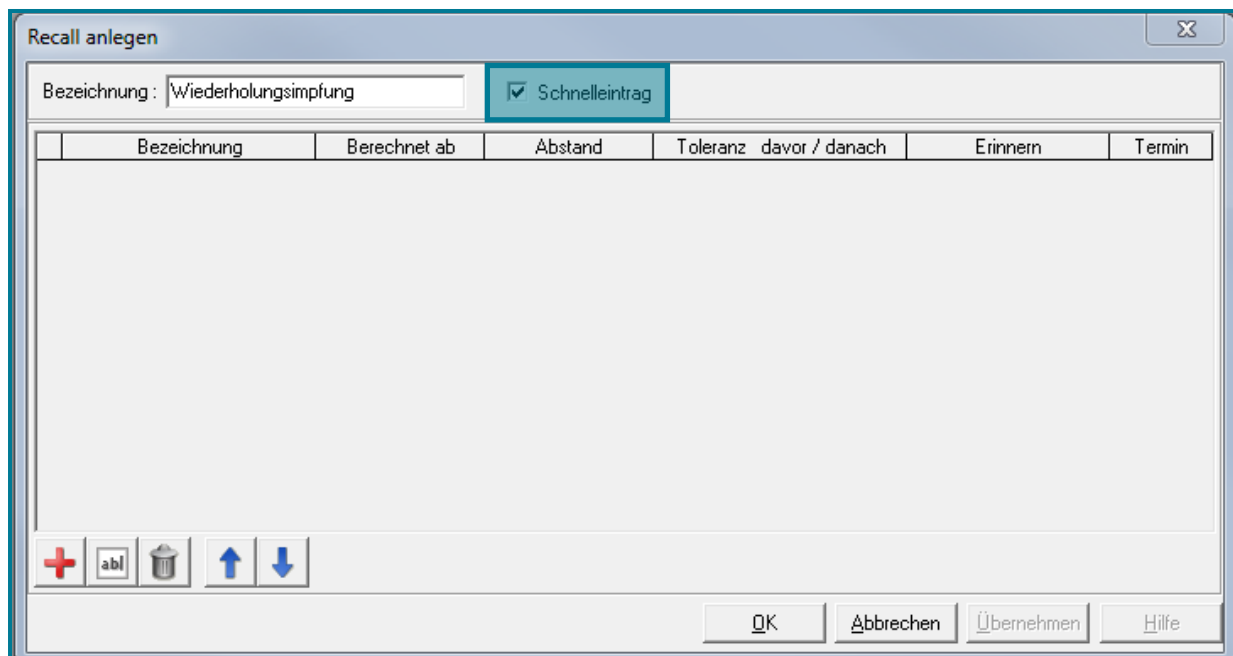 Recall anlegen
Bezeichnung : Wiederholungsimpfung Schnelleintrag
Bezeichnung Berechnet ab Abstand Toleranz davor / danach Erinnern Termin
abl
OK Abbrechen Übernehmen Hilfe